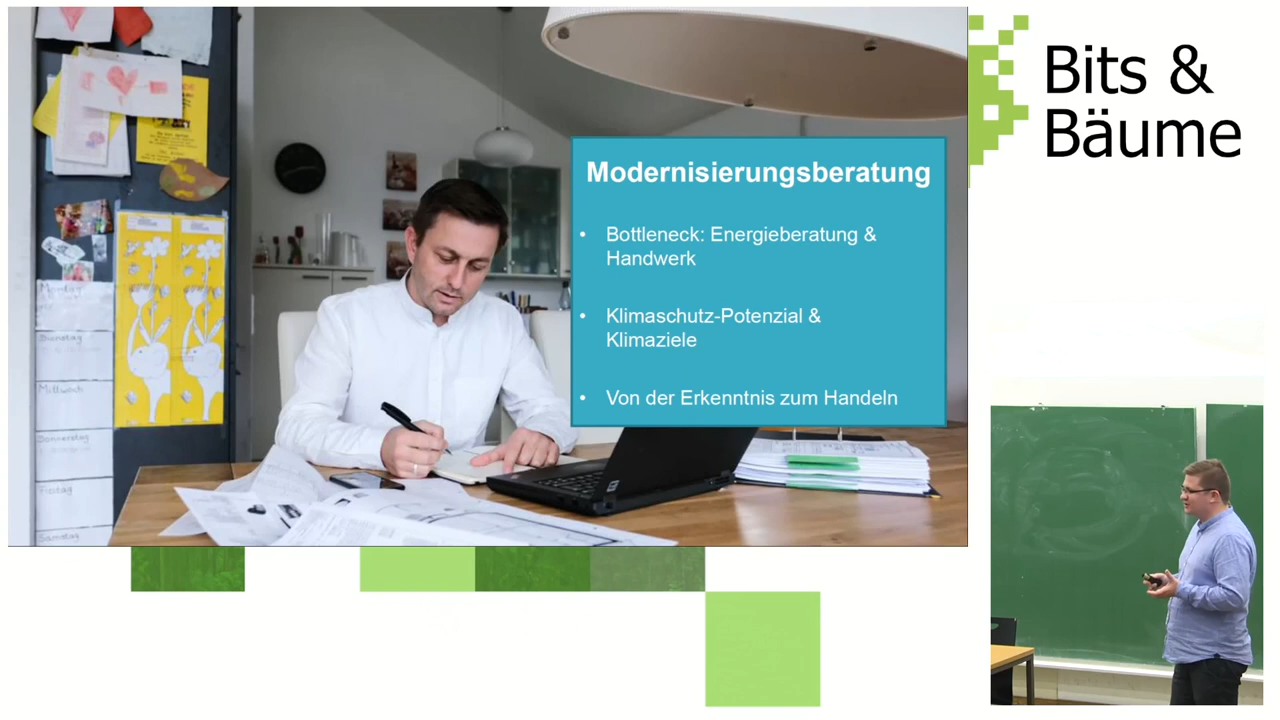 Bits &
Bäume
Modernisierungsberatung
• Bottleneck: Energieberatung &
Handwerk
• Klimaschutz-Potenzial &
Klimaziele
• Von der Erkenntnis zum Handeln
Montag
Dienstag
Mittwoch
Donnerstag
Freitag
Samstag